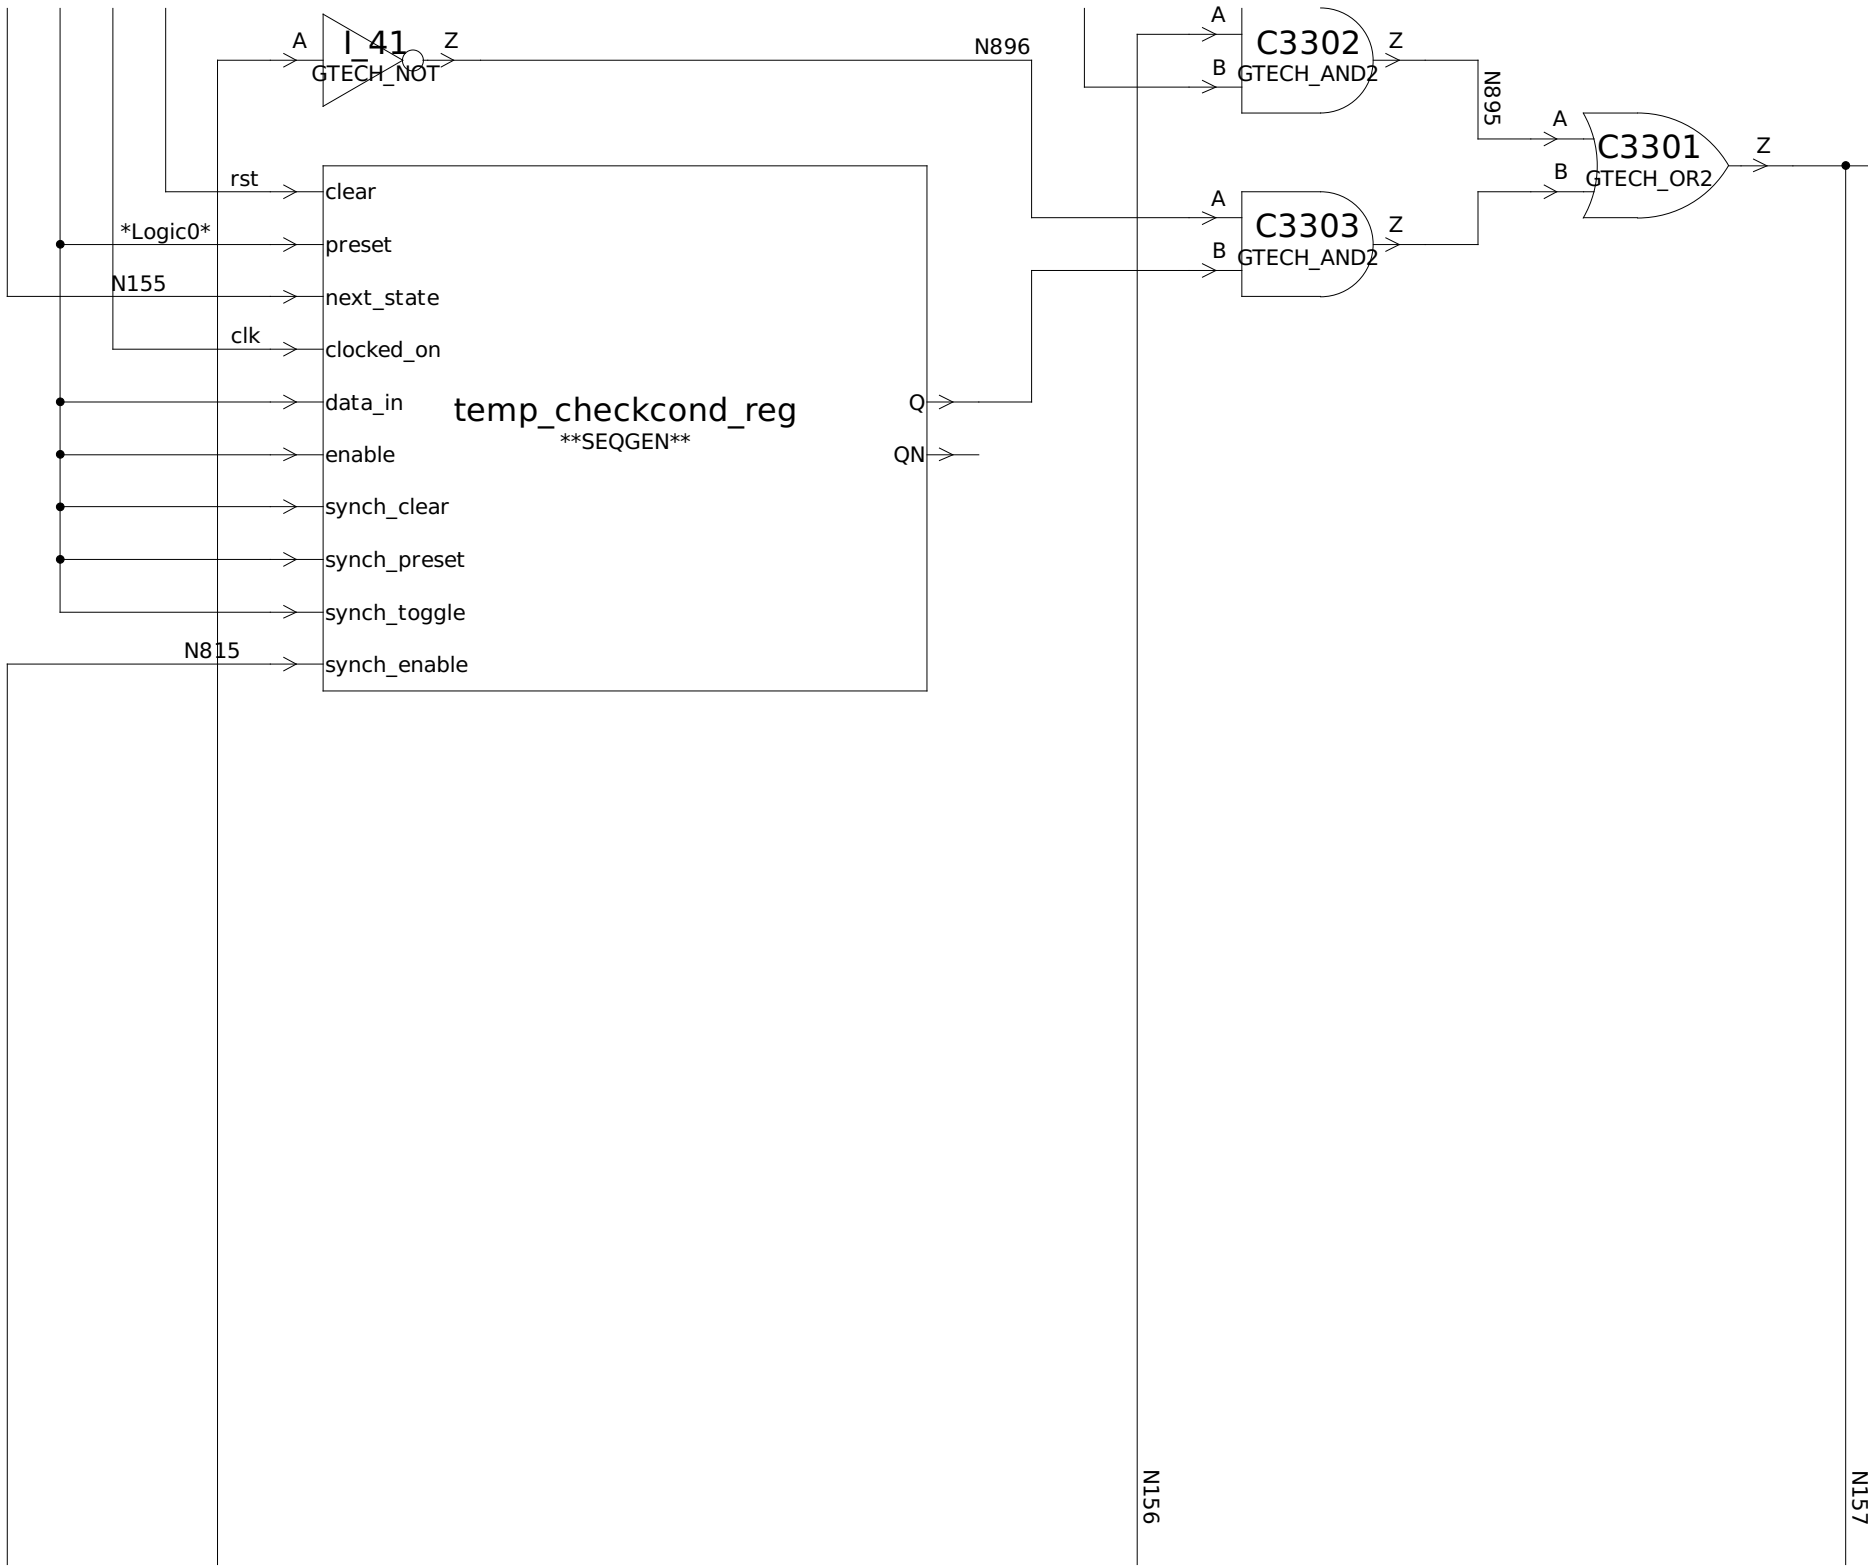 A
I_41
Z
GTECH_NOT
N896
A
C3302
Z
B
GTECH_AND2
N895
A
C3301
Z
B
GTECH_OR2
rst
clear
*Logic0*
preset
N155
next_state
clk
clocked_on
data_in
enable
synch_clear
synch_preset
synch_toggle
N815
synch_enable
temp_checkcond_reg
**SEQGEN**
Q
QN
A
C3303
Z
B
GTECH_AND2
N156
N157